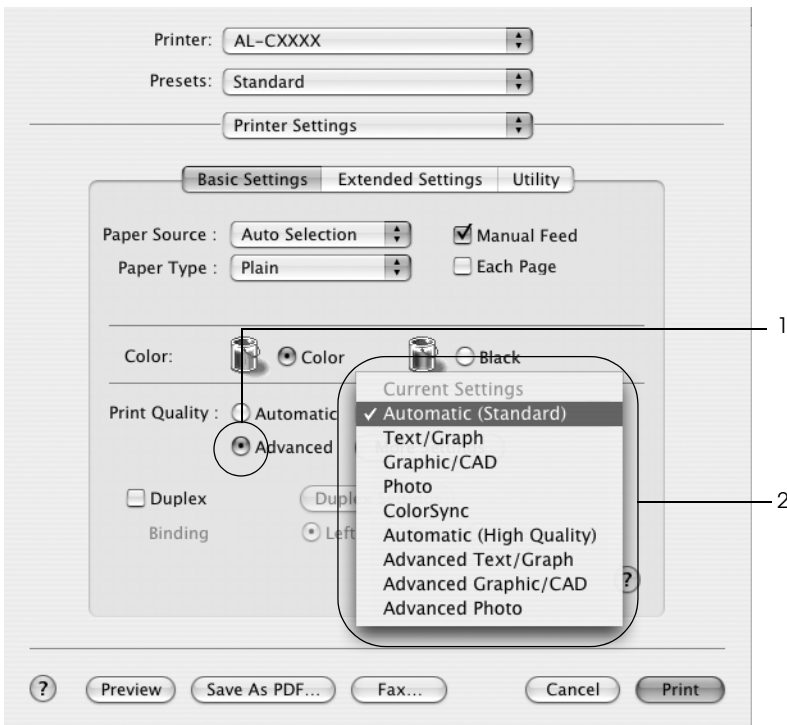 Printer: AL-CXXXX
Presets: Standard
Printer Settings
Basic Settings Extended Settings Utility
Paper Source : Auto Selection Manual Feed
Paper Type : Plain Each Page
1
Color: Color Black
Print Quality : Automatic
Advanced
Current Settings
✓ Automatic (Standard)
Text/Graph
Graphic/CAD
Photo
ColorSync
Automatic (High Quality)
Advanced Text/Graph
Advanced Graphic/CAD
Advanced Photo
2
Duplex
Binding Left
?
? Preview Save As PDF... Fax... Cancel Print